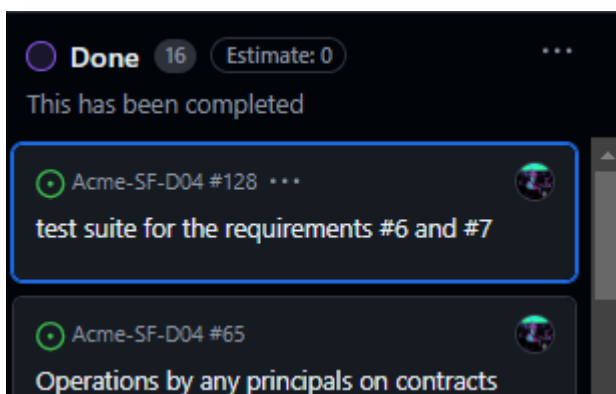 Done 16 Estimate: 0 ...
This has been completed
Acme-SF-D04 #128 ...
test suite for the requirements #6 and #7
Acme-SF-D04 #65
Operations by any principals on contracts